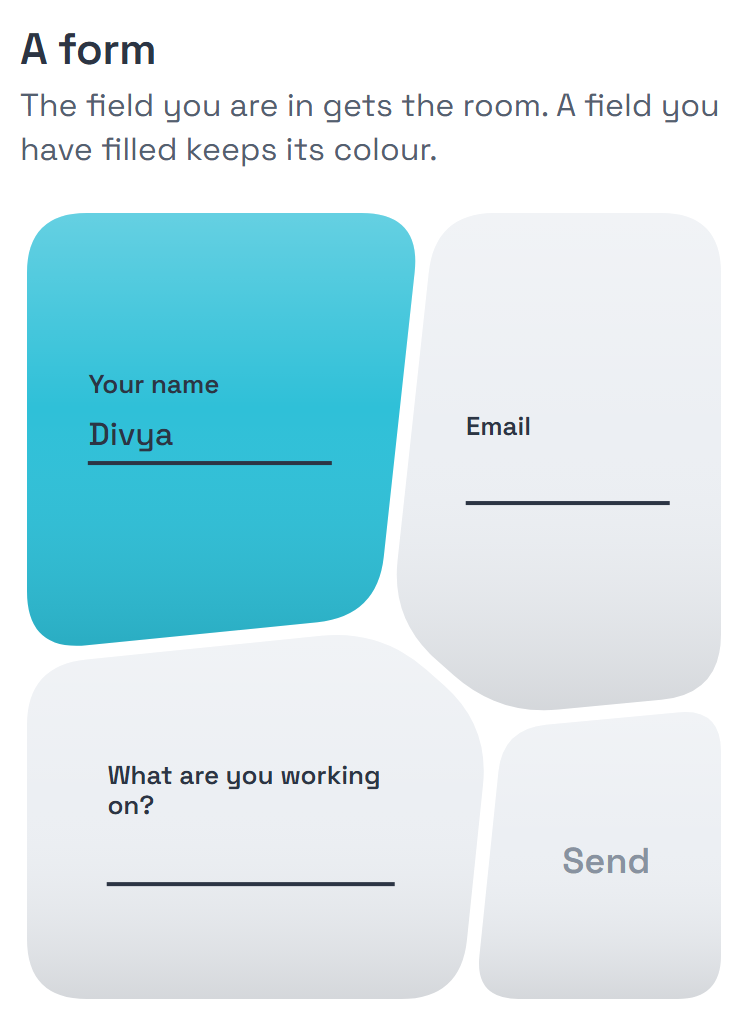 A form
The field you are in gets the room. A field you
have filled keeps its colour.
Your name
Divya
Email
What are you working
on?
Send